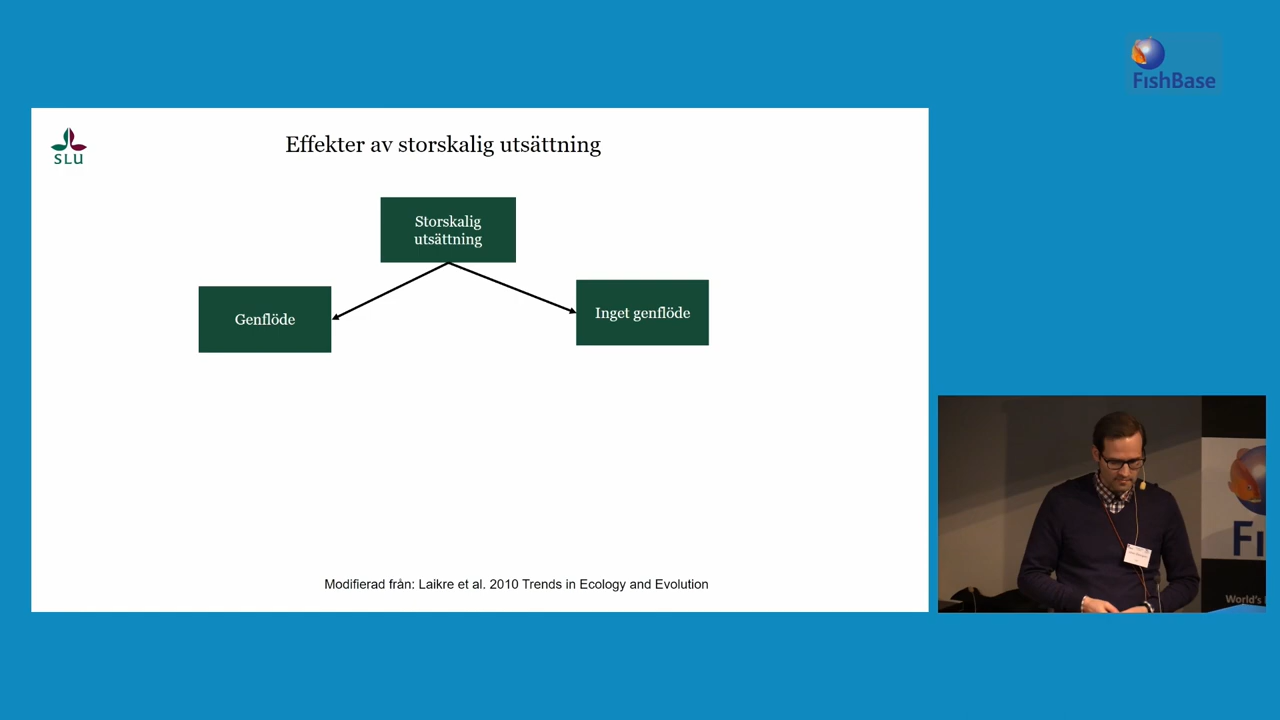 FishBase
SLU
Effekter av storskalig utsättning
Storskalig
utsättning
Genflöde
Inget genflöde
Modifierad från: Laikre et al. 2010 Trends in Ecology and Evolution
World's